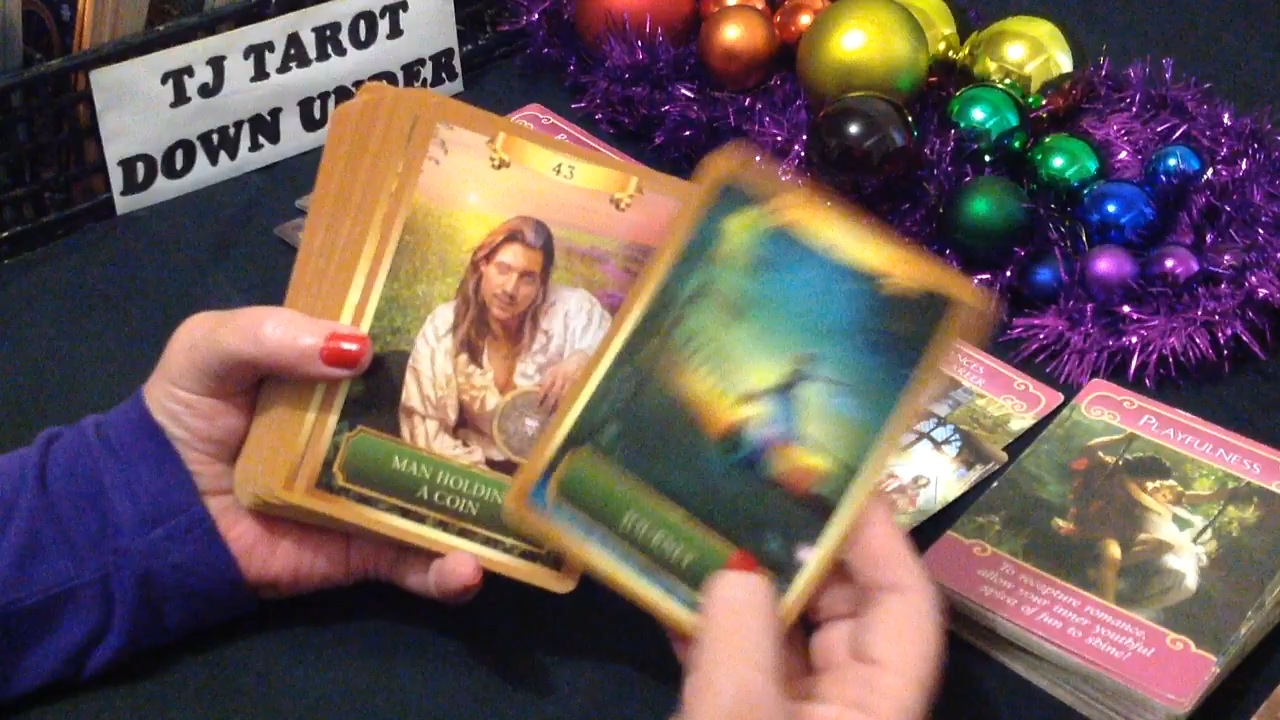 TJ TAROT
DOWN UNDER
43
MAN HOLDIN
A COIN
PLAYFULNESS
To recapture romance,
allow your inner youthful
spirit of fun to shine!